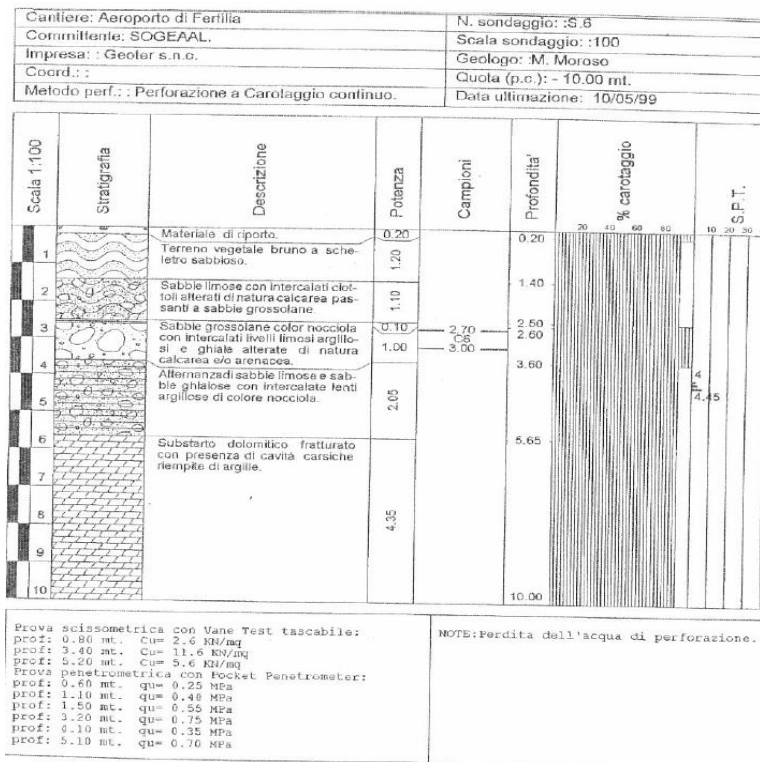 Cantiere: Aeroporto di Fertilia
Committente: SOGEAAL.
Impresa: : Geoter s.n.c.
Coord.: :
Metodo perf.: : Perforazione a Carotaggio continuo.
N. sondaggio: :S.6
Scala sondaggio: :100
Geologo: :M. Moroso
Quota (p.c.): - 10.00 mt.
Data ultimazione: 10/05/99
Scala 1:100
Stratigrafia
Descrizione
Potenza
Campioni
Profondita'
% carotaggio
S.P.T.
20 40 60 80
10 20 30
1
2
3
4
5
6
7
8
9
10
Materiale di riporto.
Terreno vegetale bruno a sche-
letro sabbioso.
Sabbie limose con intercalati ciot-
toli alterati di natura calcarea pas-
santi a sabbie grossolane.
Sabbie grossolane color nocciola
con intercalati livelli limosi argillo-
si e ghiaie alterate di natura
calcarea e/o arenacea.
Alternanza di sabbie limose e sab-
bie ghiaiose con intercalate lenti
argillose di colore nocciola.
Substarto dolomitico fratturato
con presenza di cavità carsiche
riempite di argille.
0.20
1.20
1.10
0.10
1.00
2.05
4.35
2.70
C6
3.00
0.20
1.40
2.50
2.60
3.60
5.65
10.00
4
4.45
Prova scissometrica con Vane Test tascabile:
prof: 0.80 mt. Cu= 2.6 KN/mq
prof: 3.40 mt. Cu= 11.6 KN/mq
prof: 5.20 mt. Cu= 5.6 KN/mq
Prova penetrometrica con Pocket Penetrometer:
prof: 0.60 mt. qu= 0.25 MPa
prof: 1.10 mt. qu= 0.40 MPa
prof: 1.50 mt. qu= 0.55 MPa
prof: 3.20 mt. qu= 0.75 MPa
prof: 4.10 mt. qu= 0.35 MPa
prof: 5.10 mt. qu= 0.70 MPa
NOTE:Perdita dell'acqua di perforazione.